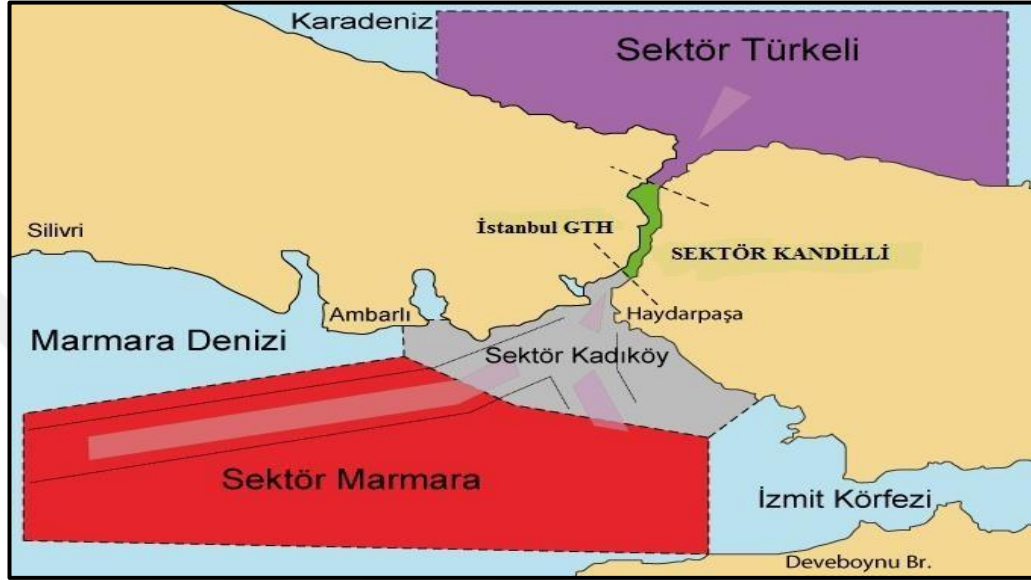 Karadeniz
Sektör Türkeli
Silivri
İstanbul GTH
SEKTÖR KANDİLLİ
Ambarlı
Haydarpaşa
Marmara Denizi
Sektör Kadıköy
Sektör Marmara
İzmit Körfezi
Deveboynu Br.